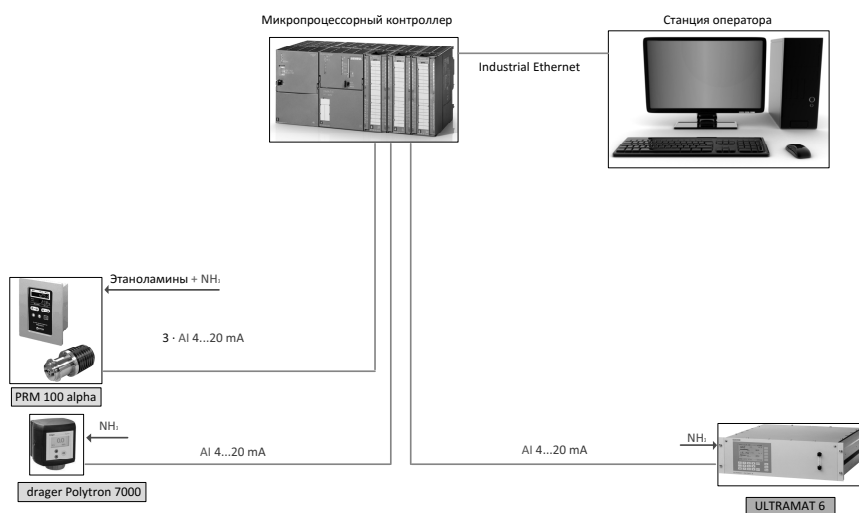 Микропроцессорный контроллер
Станция оператора
Industrial Ethernet
Этаноламины + NH₃
3 · AI 4...20 mA
PRM 100 alpha
NH₃
AI 4...20 mA
drager Polytron 7000
AI 4...20 mA
NH₃
ULTRAMAT 6